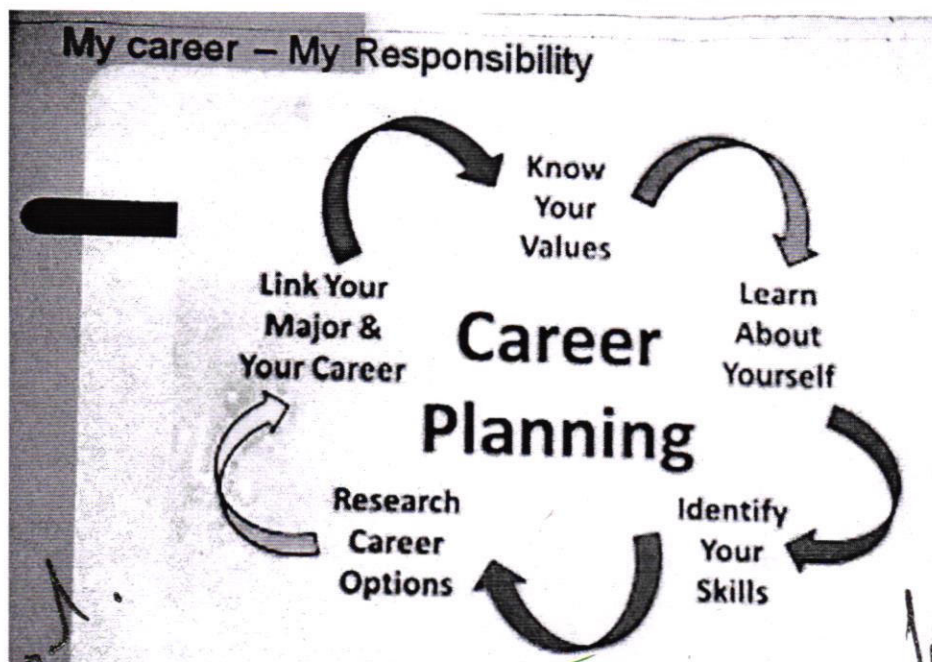 My career – My Responsibility
Know
Your
Values
Learn
About
Yourself
Identify
Your
Skills
Research
Career
Options
Link Your
Major &
Your Career
Career
Planning